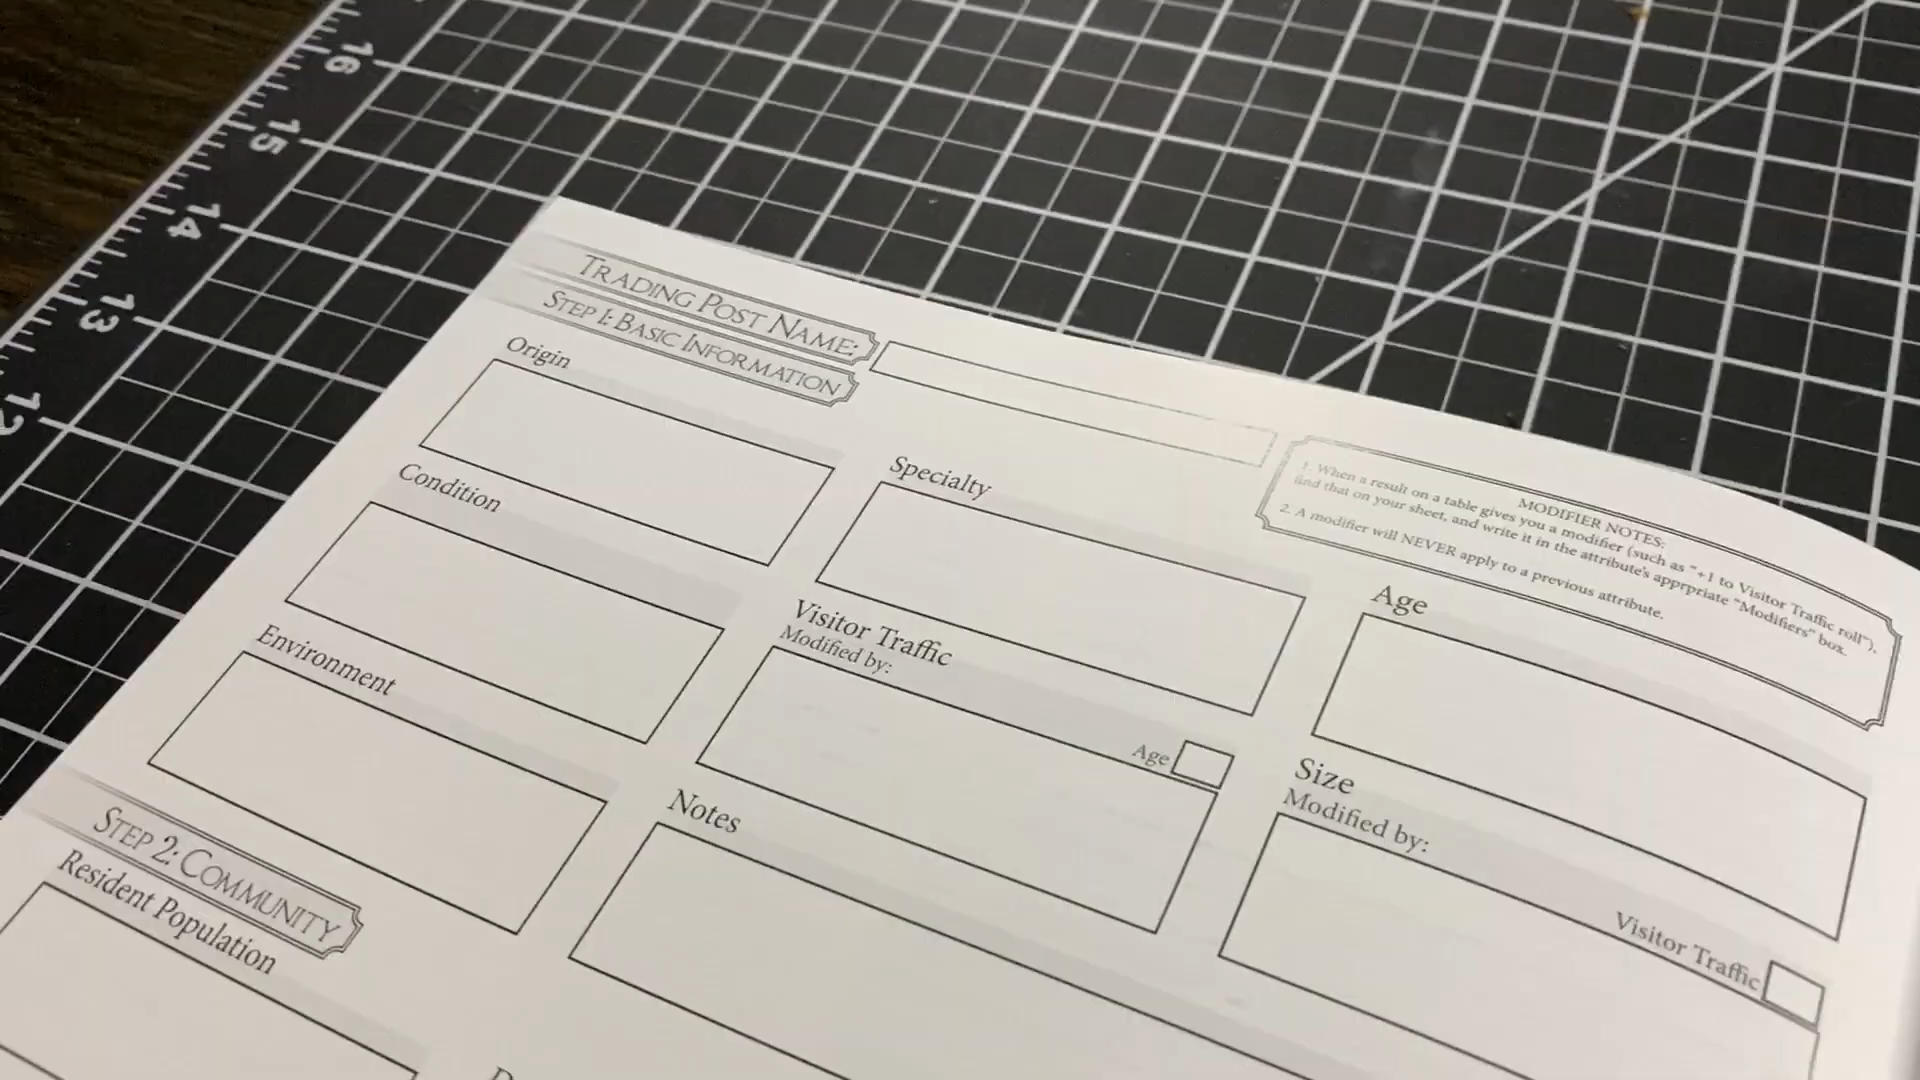 16
15
14
13
12
TRADING POST NAME:
STEP 1: BASIC INFORMATION
Origin
Specialty
MODIFIER NOTES:
1. When a result on a table gives you a modifier (such as "+1 to Visitor Traffic roll"),
find that on your sheet, and write it in the attribute's apprpriate "Modifiers" box.
2. A modifier will NEVER apply to a previous attribute.
Age
Condition
Visitor Traffic
Modified by:
Age
Size
Modified by:
Visitor Traffic
Environment
Notes
STEP 2: COMMUNITY
Resident Population